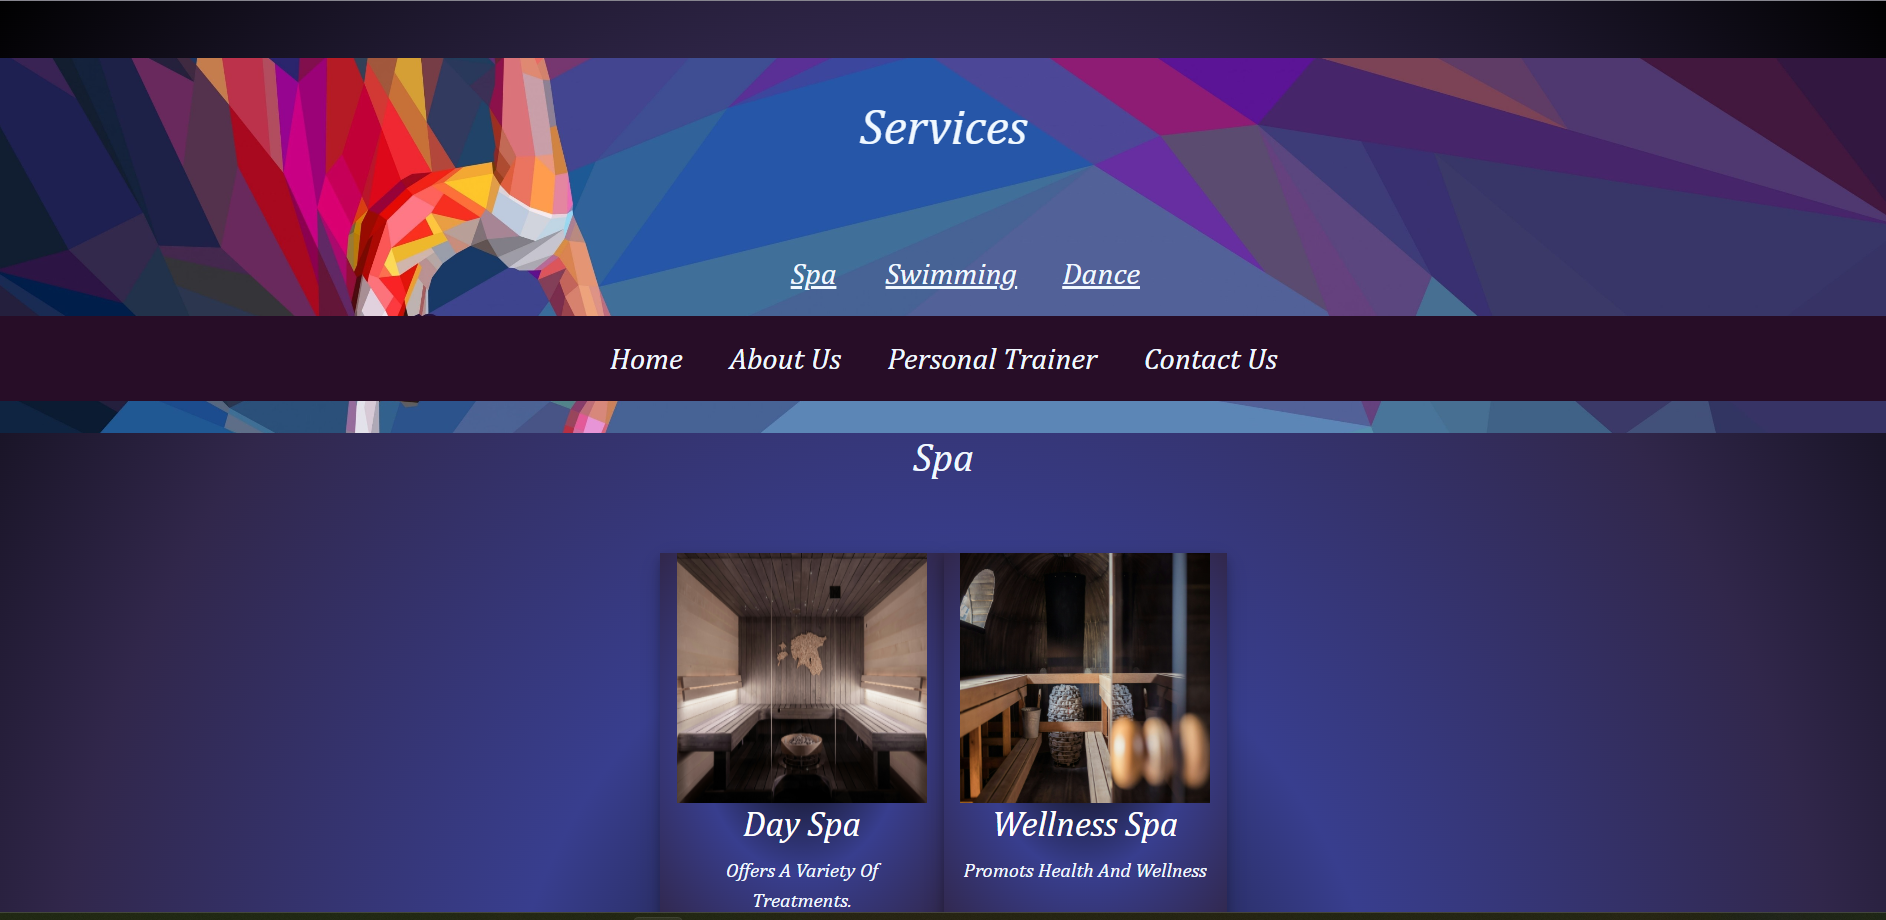 Services
Spa Swimming Dance
Home About Us Personal Trainer Contact Us
Spa
Day Spa
Offers A Variety Of
Treatments.
Wellness Spa
Promots Health And Wellness